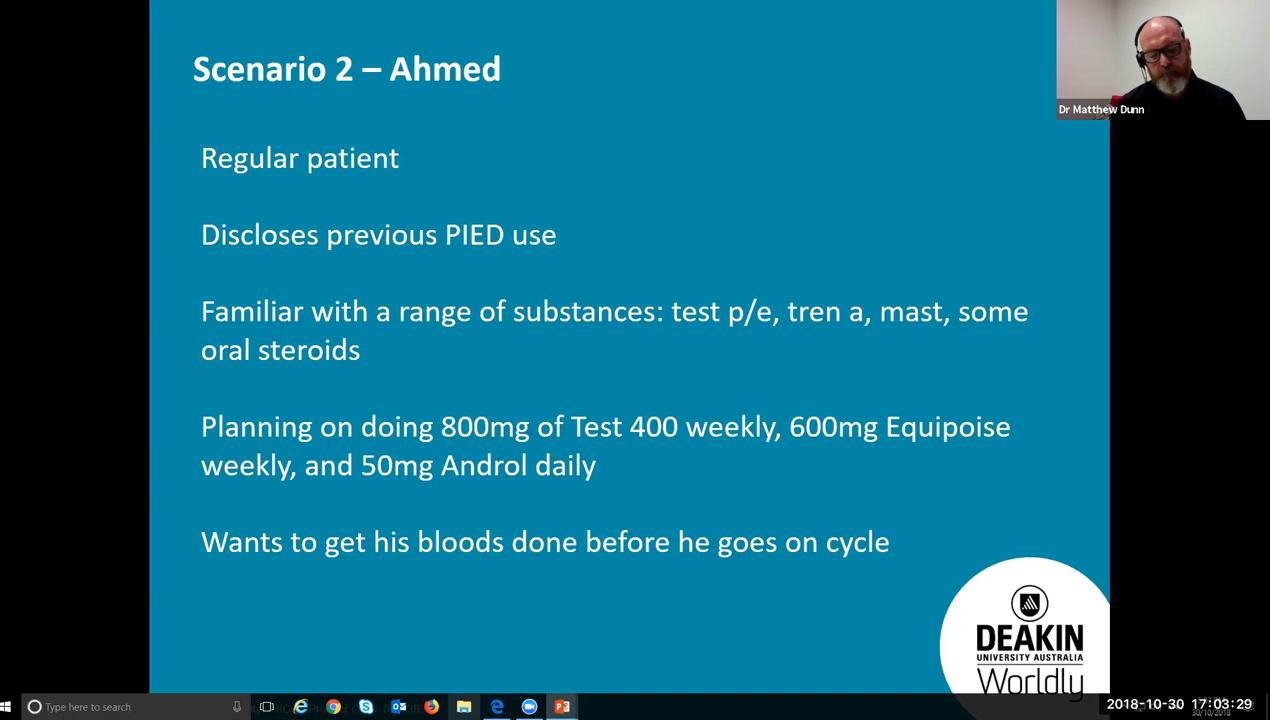 Scenario 2 – Ahmed
Dr Matthew Dunn
Regular patient
Discloses previous PIED use
Familiar with a range of substances: test p/e, tren a, mast, some
oral steroids
Planning on doing 800mg of Test 400 weekly, 600mg Equipoise
weekly, and 50mg Androl daily
Wants to get his bloods done before he goes on cycle
DEAKIN
UNIVERSITY AUSTRALIA
Worldly
Type here to search
2018-10-30 17:03:29
30/10/2018